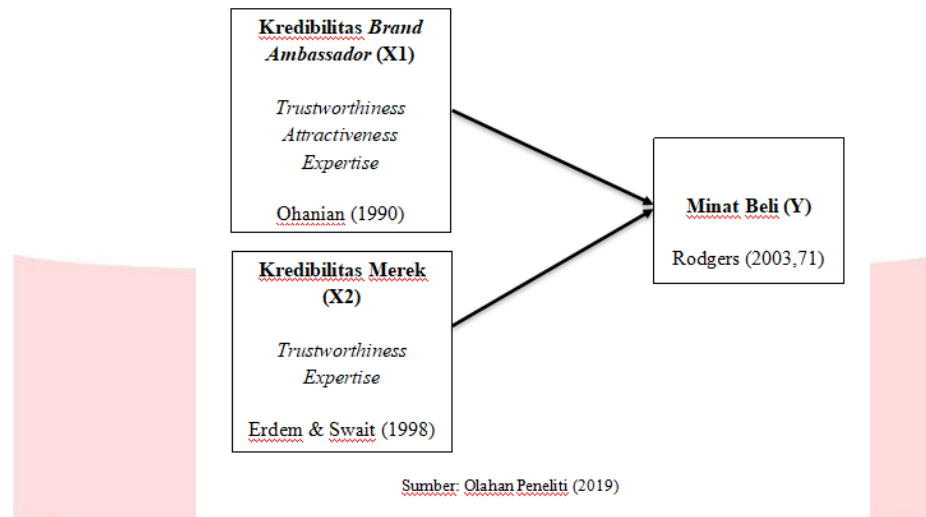 Kredibilitas Brand
Ambassador (X1)
Trustworthiness
Attractiveness
Expertise
Ohanian (1990)
Kredibilitas Merek
(X2)
Trustworthiness
Expertise
Erdem & Swait (1998)
Minat Beli (Y)
Rodgers (2003,71)
Sumber: Olahan Peneliti (2019)